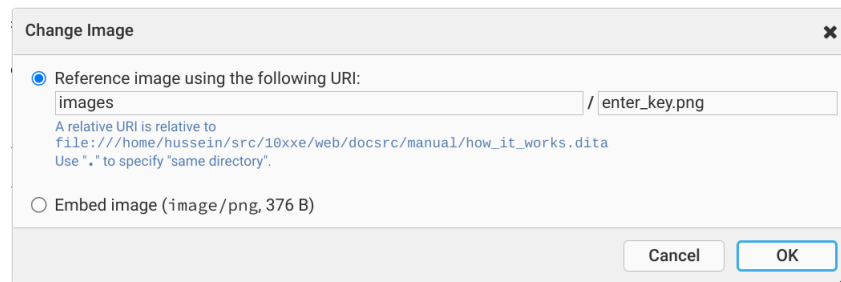 Change Image
Reference image using the following URI:
images / enter_key.png
A relative URI is relative to
file:///home/hussein/src/10xxe/web/docsrc/manual/how_it_works.dita
Use "." to specify "same directory".
Embed image (image/png, 376 B)
Cancel OK